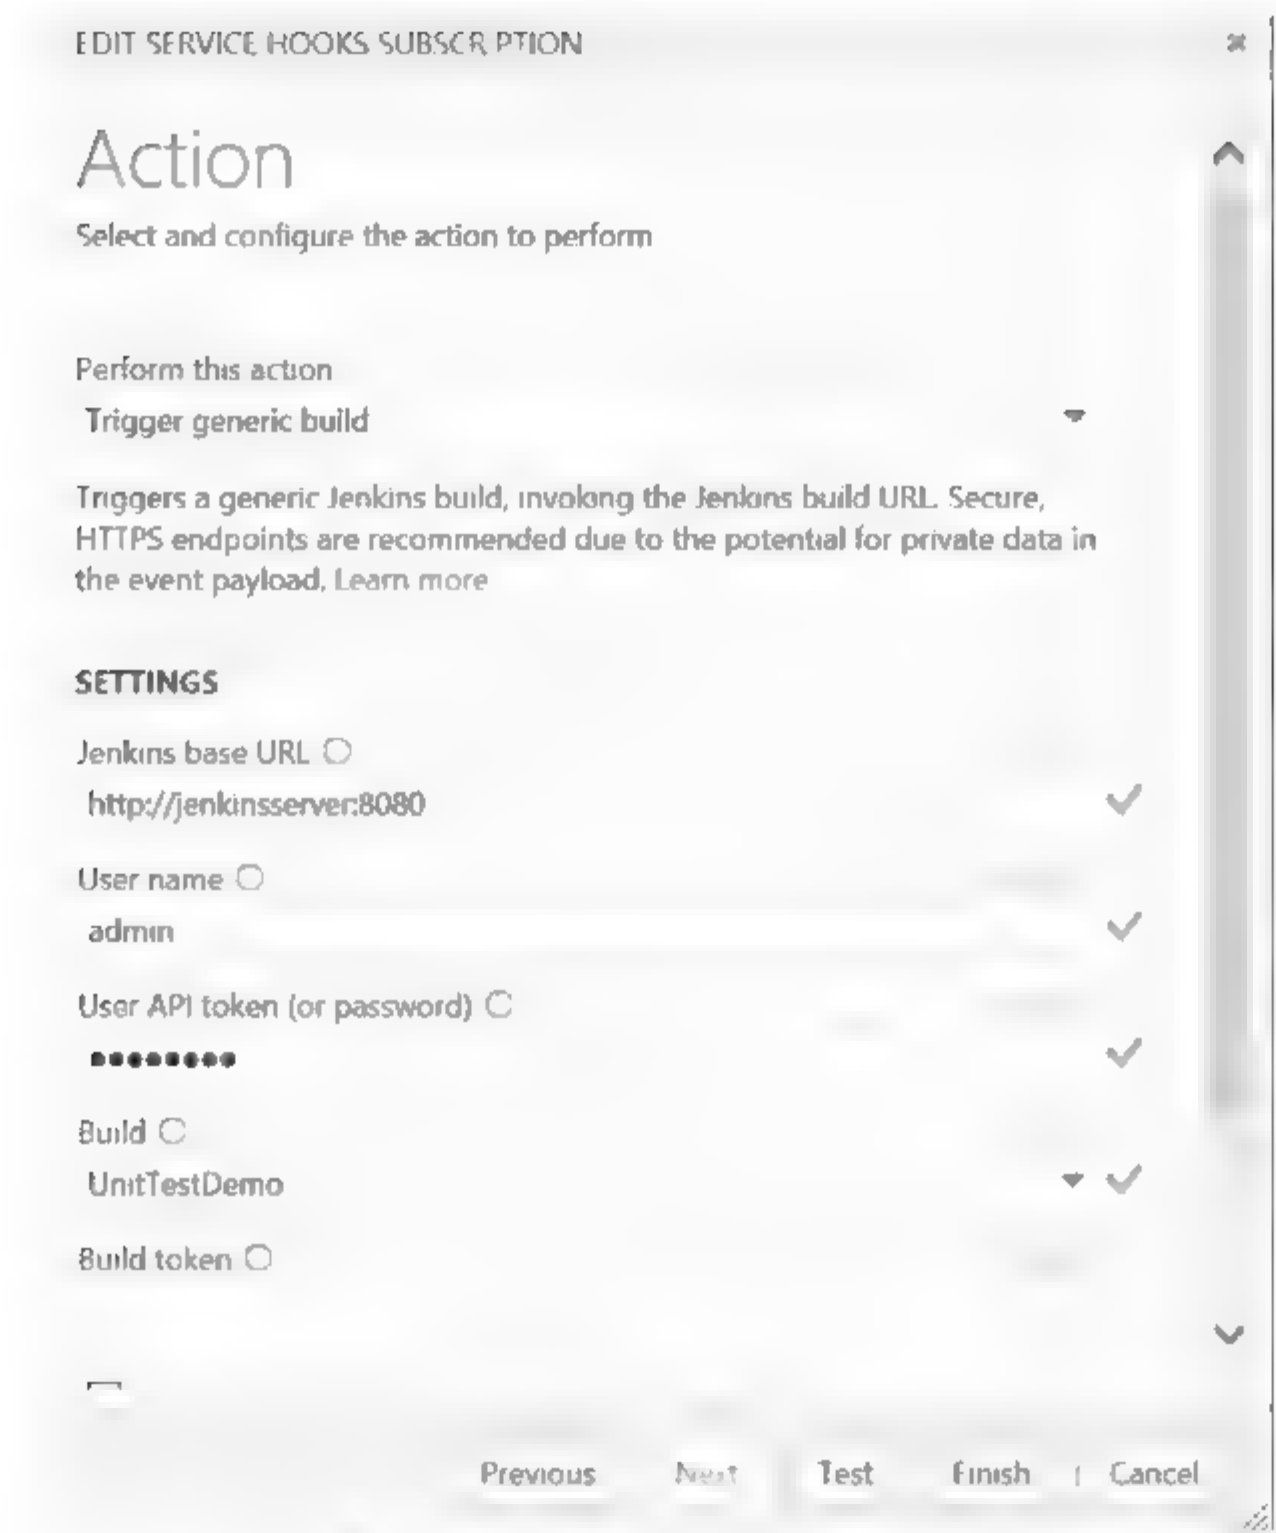 EDIT SERVICE HOOKS SUBSCR PTION
Action
Select and configure the action to perform
Perform this action
Trigger generic build
Triggers a generic Jenkins build, invoking the Jenkins build URL. Secure,
HTTPS endpoints are recommended due to the potential for private data in
the event payload. Learn more
SETTINGS
Jenkins base URL
http://jenkinsserver:8080
User name
admin
User API token (or password)
Build
UnitTestDemo
Build token
Previous Next Test Finish Cancel